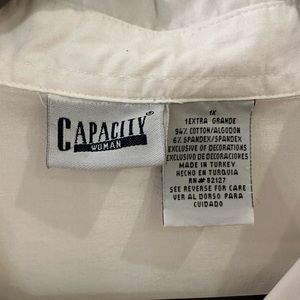 CAPACITY®
WOMAN
1X
1EXTRA GRANDE
94% COTTON/ALGODON
6% SPANDEX/SPANDEX
EXCLUSIVE OF DECORATIONS
EXCLUSIVO DE DECORACIONES
MADE IN TURKEY
HECHO EN TURQUIA
RN# 82127
SEE REVERSE FOR CARE
VER AL DORSO PARA
CUIDADO